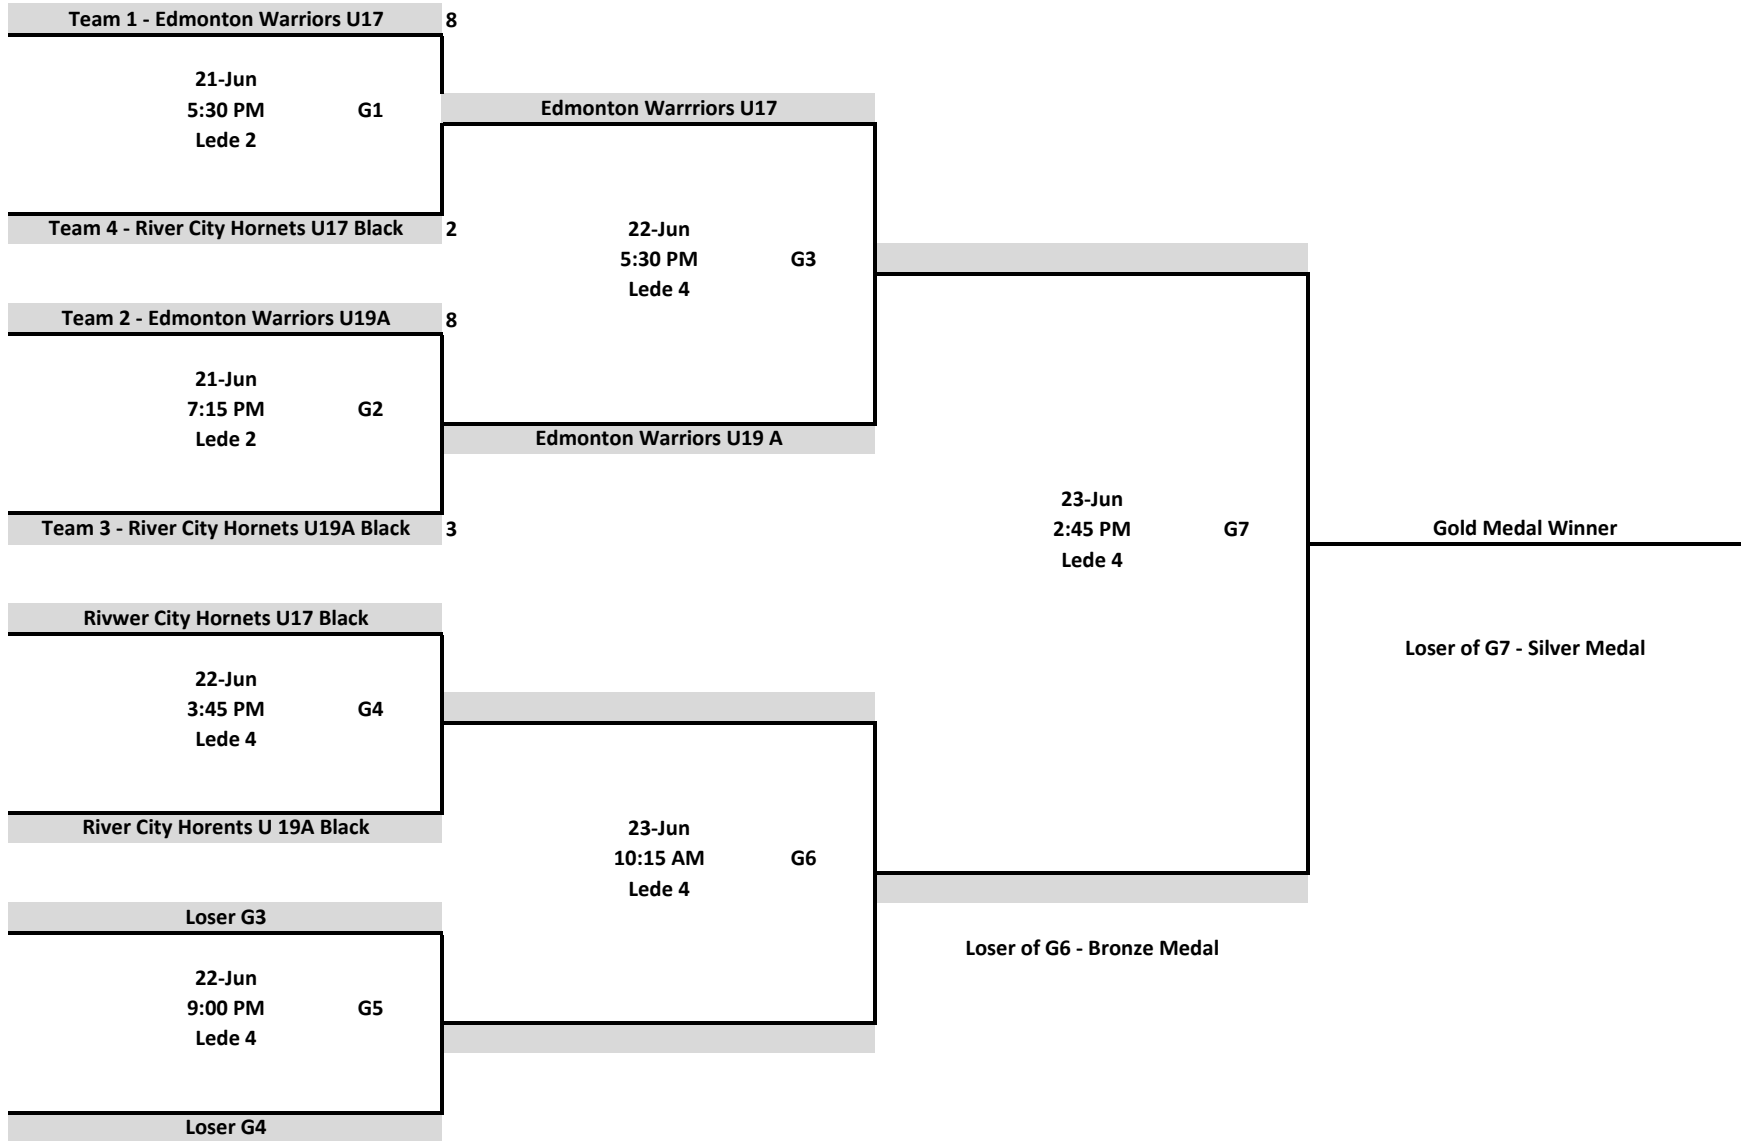 Team 1 - Edmonton Warriors U17 8
21-Jun
5:30 PM G1
Lede 2
Team 4 - River City Hornets U17 Black 2
Team 2 - Edmonton Warriors U19A 8
21-Jun
7:15 PM G2
Lede 2
Team 3 - River City Hornets U19A Black 3
Rivwer City Hornets U17 Black
22-Jun
3:45 PM G4
Lede 4
River City Horents U 19A Black
Loser G3
22-Jun
9:00 PM G5
Lede 4
Loser G4
Edmonton Warrriors U17
22-Jun
5:30 PM G3
Lede 4
Edmonton Warriors U19 A
23-Jun
10:15 AM G6
Lede 4
23-Jun
2:45 PM G7
Lede 4
Loser of G6 - Bronze Medal
Gold Medal Winner
Loser of G7 - Silver Medal